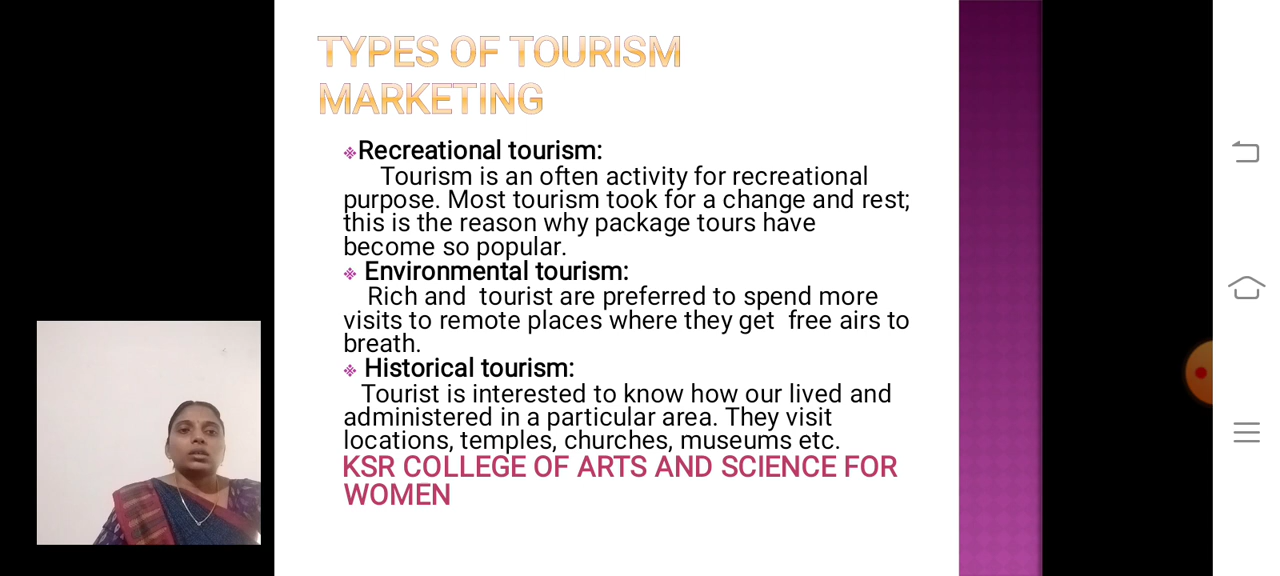 TYPES OF TOURISM
MARKETING
Recreational tourism:
Tourism is an often activity for recreational
purpose. Most tourism took for a change and rest;
this is the reason why package tours have
become so popular.
Environmental tourism:
Rich and tourist are preferred to spend more
visits to remote places where they get free airs to
breath.
Historical tourism:
Tourist is interested to know how our lived and
administered in a particular area. They visit
locations, temples, churches, museums etc.
KSR COLLEGE OF ARTS AND SCIENCE FOR
WOMEN